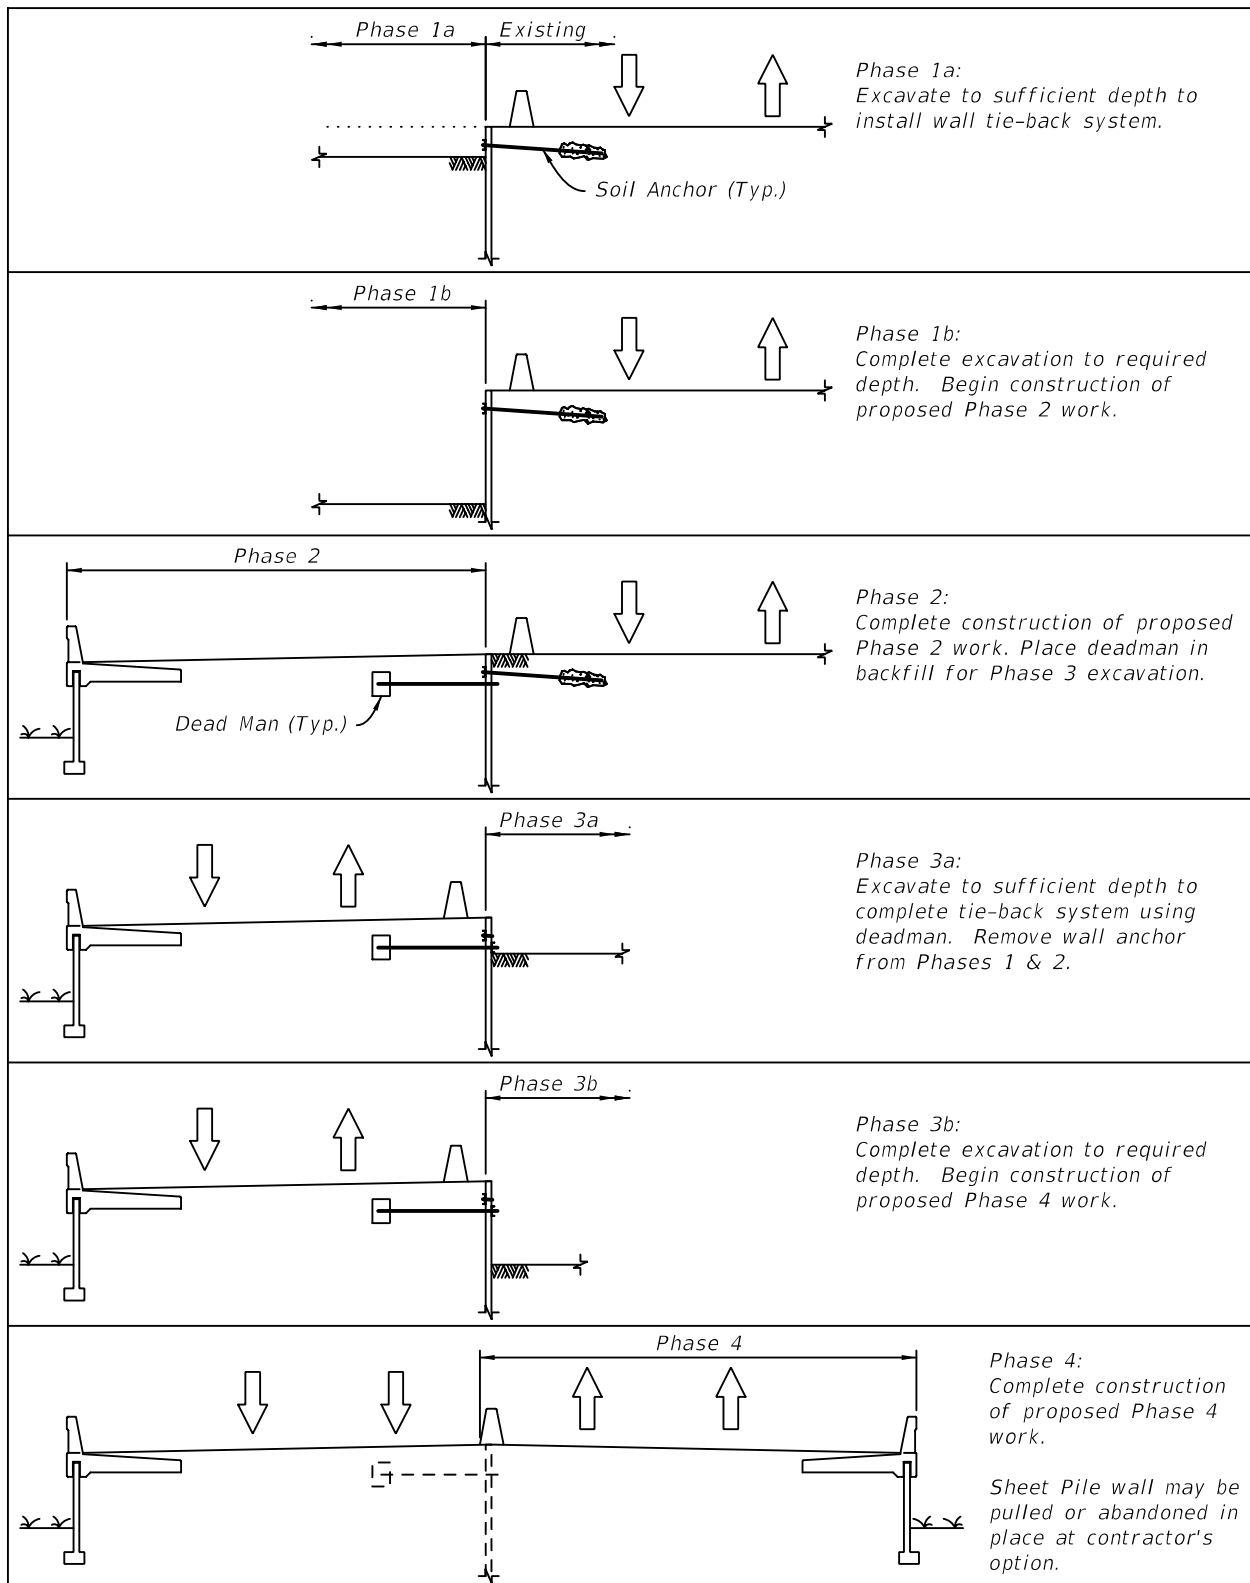 Phase 1a
Existing
Phase 1a:
Excavate to sufficient depth to
install wall tie-back system.
Soil Anchor (Typ.)
Phase 1b
Phase 1b:
Complete excavation to required
depth.  Begin construction of
proposed Phase 2 work.
Phase 2
Phase 2:
Complete construction of proposed
Phase 2 work. Place deadman in
backfill for Phase 3 excavation.
Dead Man (Typ.)
Phase 3a
Phase 3a:
Excavate to sufficient depth to
complete tie-back system using
deadman.  Remove wall anchor
from Phases 1 & 2.
Phase 3b
Phase 3b:
Complete excavation to required
depth.  Begin construction of
proposed Phase 4 work.
Phase 4
Phase 4:
Complete construction
of proposed Phase 4
work.
Sheet Pile wall may be
pulled or abandoned in
place at contractor's
option.